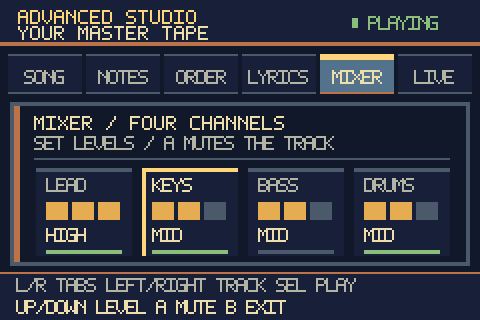 ADVANCED STUDIO
YOUR MASTER TAPE
PLAYING
SONG NOTES ORDER LYRICS MIXER LIVE
MIXER / FOUR CHANNELS
SET LEVELS / A MUTES THE TRACK
LEAD KEYS BASS DRUMS
HIGH MID MID MID
L/R TABS LEFT/RIGHT TRACK SEL PLAY
UP/DOWN LEVEL A MUTE B EXIT